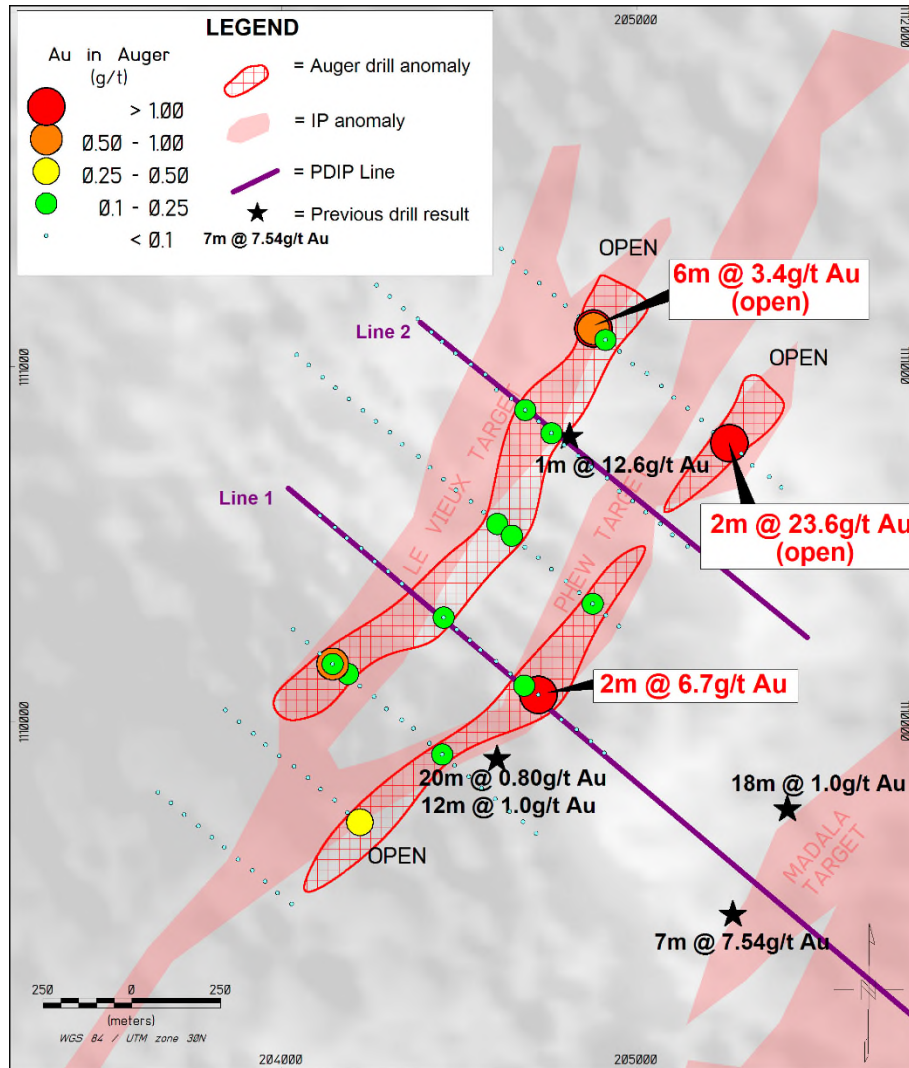 LEGEND
Au in Auger
(g/t)
> 1.00
0.50 - 1.00
0.25 - 0.50
0.1 - 0.25
< 0.1
= Auger drill anomaly
= IP anomaly
= PDIP Line
= Previous drill result
7m @ 7.54g/t Au
205000
1112000
OPEN
6m @ 3.4g/t Au
(open)
Line 2
1111000
1111000
OPEN
LE VIEUX TARGET
1m @ 12.6g/t Au
Line 1
PHEW TARGE
2m @ 23.6g/t Au
(open)
2m @ 6.7g/t Au
1110000
1110000
20m @ 0.80g/t Au
12m @ 1.0g/t Au
18m @ 1.0g/t Au
OPEN
MADALA
TARGET
7m @ 7.54g/t Au
250 0 250
(meters)
WGS 84 / UTM zone 30N
N
204000
205000